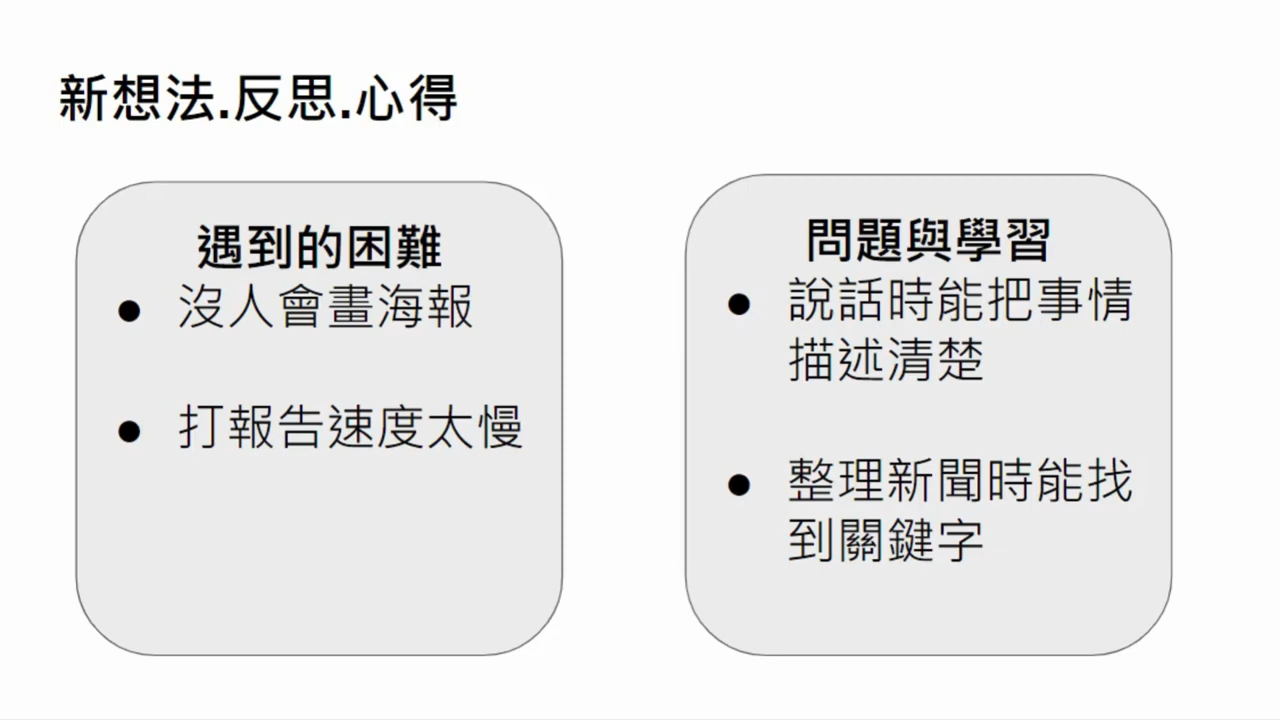 新想法.反思.心得
遇到的困難
● 沒人會畫海報
● 打報告速度太慢
問題與學習
● 說話時能把事情
描述清楚
● 整理新聞時能找
到關鍵字